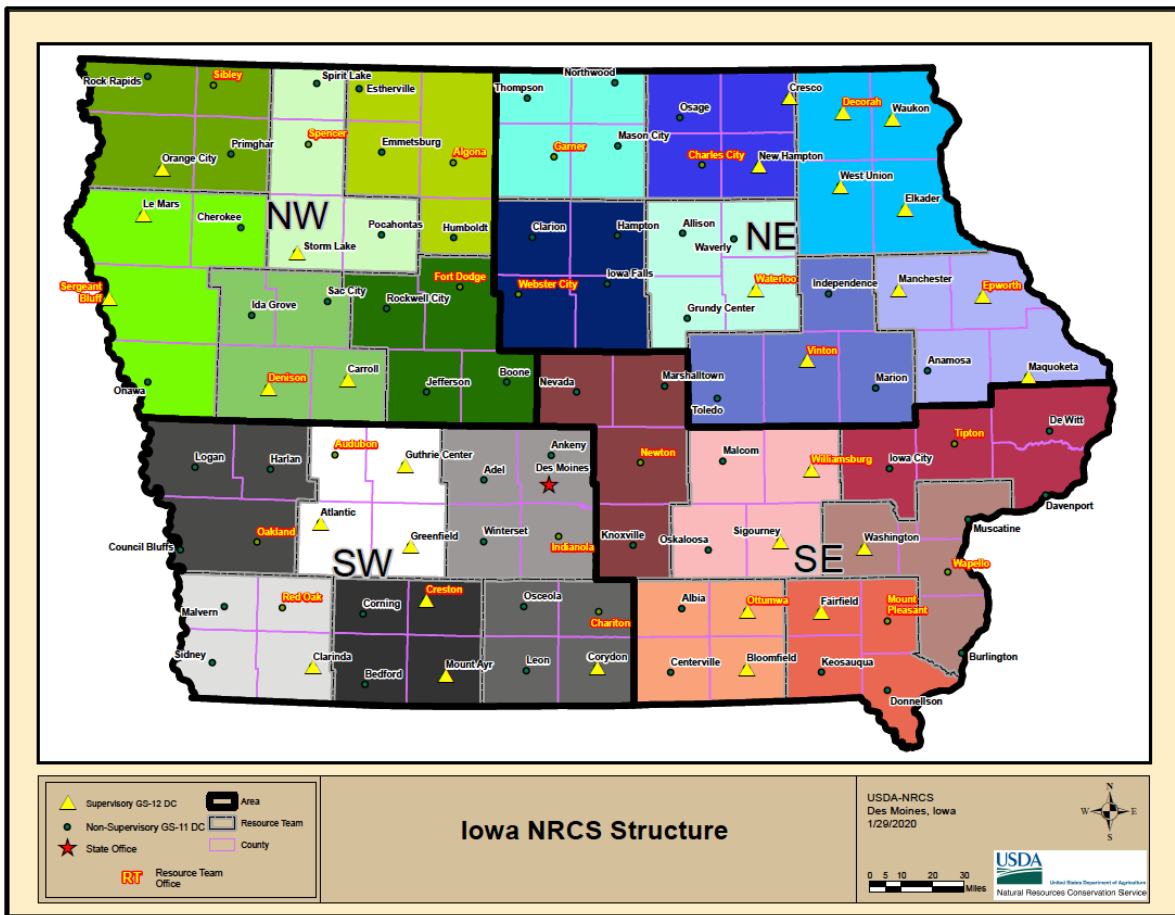 Rock Rapids
Sibley
Spirit Lake
Estherville
Thompson
Northwood
Osage
Cresco
Decorah
Waukon
Primghar
Spencer
Emmetsburg
Algona
Garner
Mason City
Charles City
New Hampton
Orange City
West Union
Elkader
Le Mars
Cherokee
NW
Pocahontas
Humboldt
Clarion
Hampton
Allison
Waverly
NE
Storm Lake
Sergeant
Bluff
Ida Grove
Sac City
Rockwell City
Fort Dodge
Webster City
Iowa Falls
Grundy Center
Waterloo
Independence
Manchester
Epworth
Onawa
Denison
Carroll
Jefferson
Boone
Nevada
Marshalltown
Toledo
Vinton
Marion
Anamosa
Maquoketa
Logan
Harlan
Audubon
Guthrie Center
Adel
Ankeny
Des Moines
Newton
Malcom
Williamsburg
Iowa City
Tipton
De Witt
Davenport
Council Bluffs
Oakland
Atlantic
Greenfield
Winterset
Indianola
Knoxville
Oskaloosa
Sigourney
Washington
Muscatine
SW
SE
Wapello
Malvern
Red Oak
Corning
Creston
Osceola
Chariton
Albia
Ottumwa
Fairfield
Mount
Pleasant
Sidney
Clarinda
Bedford
Mount Ayr
Leon
Corydon
Centerville
Bloomfield
Keosauqua
Burlington
Donnellson
Supervisory GS-12 DC
Non-Supervisory GS-11 DC
State Office
RT
Resource Team
Office
Area
Resource Team
County
Iowa NRCS Structure
USDA-NRCS
Des Moines, Iowa
1/29/2020
N
W
E
S
0 5 10 20 30
Miles
USDA
United States Department of Agriculture
Natural Resources Conservation Service